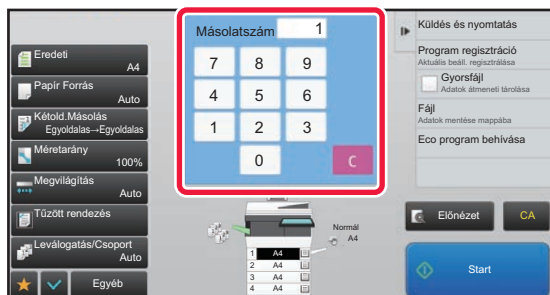 Eredeti
A4
Papír Forrás
Auto
Kétold.Másolás
Egyoldalas→Egyoldalas
Méretarány
100%
Megvilágítás
Auto
Tűzött rendezés
Leválogatás/Csoport
Auto
Egyéb
Másolatszám 1
7 8 9
4 5 6
1 2 3
0 C
Normál
A4
1 A4
2 A4
3 A4
4 A4
Küldés és nyomtatás
Program regisztráció
Aktuális beáll. regisztrálása
Gyorsfájl
Adatok átmeneti tárolása
Fájl
Adatok mentése mappába
Eco program behívása
Előnézet CA
Start